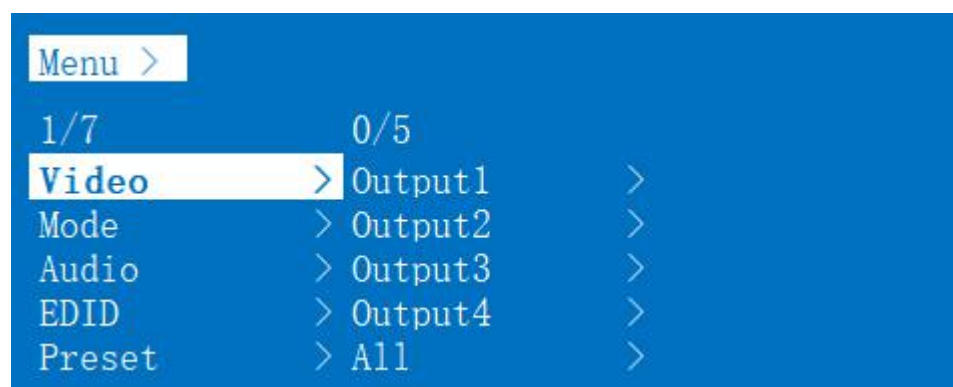 Menu >
1/7 0/5
Video > Output1 >
Mode > Output2 >
Audio > Output3 >
EDID > Output4 >
Preset > All >